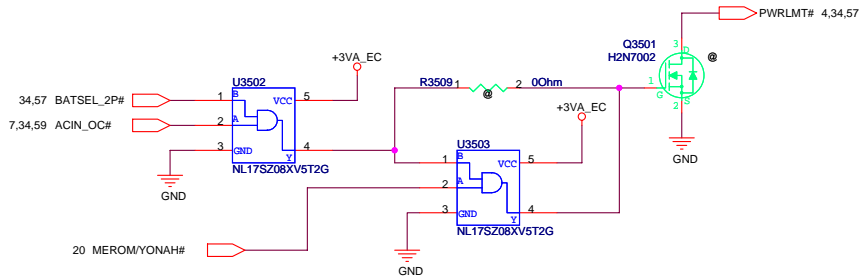 PWRLMT# 4,34,57
Q3501
H2N7002
@
3
D
1
G
2
S
GND
+3VA_EC
R3509
1
2
0Ohm
@
U3502
34,57 BATSEL_2P#
1
B
VCC
5
7,34,59 ACIN_OC#
2
A
3
GND
Y
4
NL17SZ08XV5T2G
GND
+3VA_EC
U3503
1
B
VCC
5
2
A
3
GND
Y
4
NL17SZ08XV5T2G
GND
20 MEROM/YONAH#